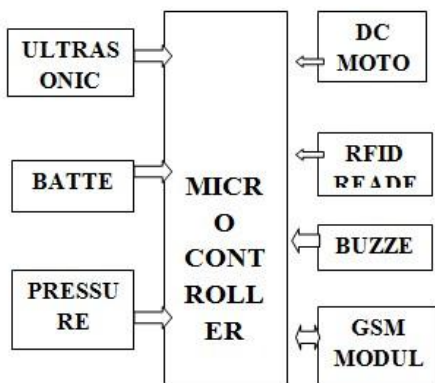 ULTRAS
ONIC
BATTE
PRESSU
RE
MICR
O
CONT
ROLL
ER
DC
MOTO
RFID
READE
BUZZE
GSM
MODUL